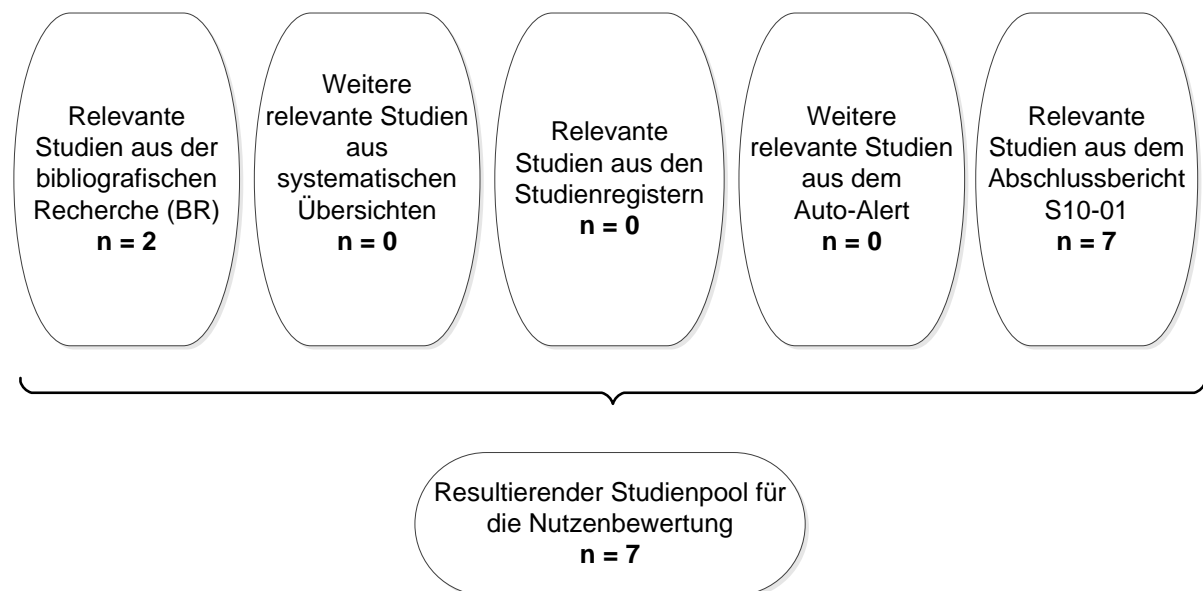 Relevante
Studien aus der
bibliografischen
Recherche (BR)
n = 2
Weitere
relevante Studien
aus
systematischen
Übersichten
n = 0
Relevante
Studien aus den
Studienregistern
n = 0
Weitere
relevante Studien
aus dem
Auto-Alert
n = 0
Relevante
Studien aus dem
Abschlussbericht
S10-01
n = 7
Resultierender Studienpool für
die Nutzenbewertung
n = 7